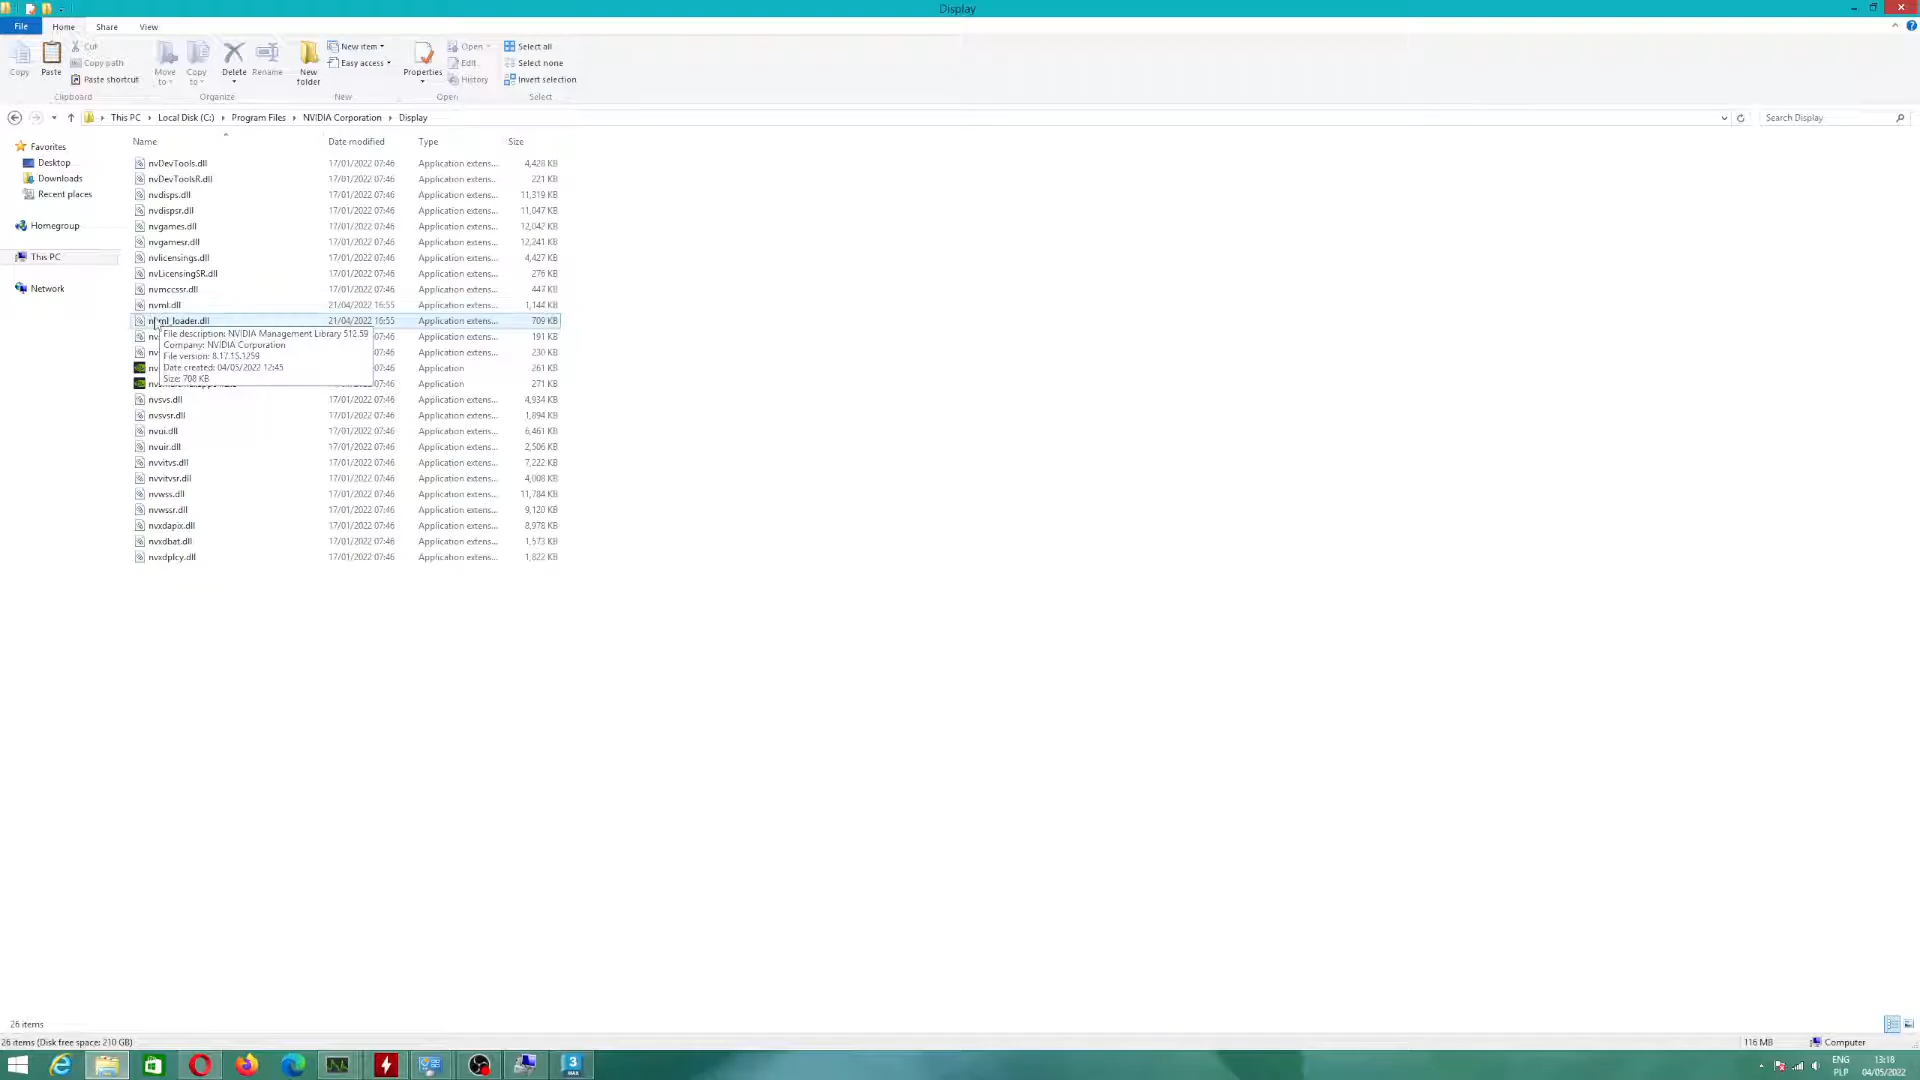 Display
File Home Share View
Copy Paste Cut Copy path Paste shortcut Move to Copy to Delete Rename New folder New item Easy access Properties Open Edit History Select all Select none Invert selection
Clipboard Organize New Open Select
This PC Local Disk (C:) Program Files NVIDIA Corporation Display Search Display
Name Date modified Type Size
Favorites
Desktop
Downloads
Recent places
Homegroup
This PC
Network
nvDevTools.dll 17/01/2022 07:46 Application extens... 4,428 KB
nvDevToolsR.dll 17/01/2022 07:46 Application extens... 221 KB
nvdisps.dll 17/01/2022 07:46 Application extens... 11,319 KB
nvdispsr.dll 17/01/2022 07:46 Application extens... 11,047 KB
nvgames.dll 17/01/2022 07:46 Application extens... 12,042 KB
nvgamesr.dll 17/01/2022 07:46 Application extens... 12,241 KB
nvlicensings.dll 17/01/2022 07:46 Application extens... 4,427 KB
nvLicensingSR.dll 17/01/2022 07:46 Application extens... 276 KB
nvmccssr.dll 17/01/2022 07:46 Application extens... 447 KB
nvml.dll 21/04/2022 16:55 Application extens... 1,144 KB
nvml_loader.dll 21/04/2022 16:55 Application extens... 709 KB
07:46 Application extens... 191 KB
07:46 Application extens... 230 KB
07:46 Application 261 KB
07:46 Application 271 KB
File description: NVIDIA Management Library 512.59
Company: NVIDIA Corporation
File version: 8.17.15.1259
Date created: 04/05/2022 12:45
Size: 708 KB
nvsvs.dll 17/01/2022 07:46 Application extens... 4,934 KB
nvsvsr.dll 17/01/2022 07:46 Application extens... 1,894 KB
nvui.dll 17/01/2022 07:46 Application extens... 6,461 KB
nvuir.dll 17/01/2022 07:46 Application extens... 2,506 KB
nvvitvs.dll 17/01/2022 07:46 Application extens... 7,222 KB
nvvitvsr.dll 17/01/2022 07:46 Application extens... 4,008 KB
nvwss.dll 17/01/2022 07:46 Application extens... 11,784 KB
nvwssr.dll 17/01/2022 07:46 Application extens... 9,120 KB
nvxdapix.dll 17/01/2022 07:46 Application extens... 8,978 KB
nvxdbat.dll 17/01/2022 07:46 Application extens... 1,573 KB
nvxdplcy.dll 17/01/2022 07:46 Application extens... 1,822 KB
26 items
26 items (Disk free space: 210 GB) 116 MB Computer
3
MAX
ENG 13:18
PLP 04/05/2022